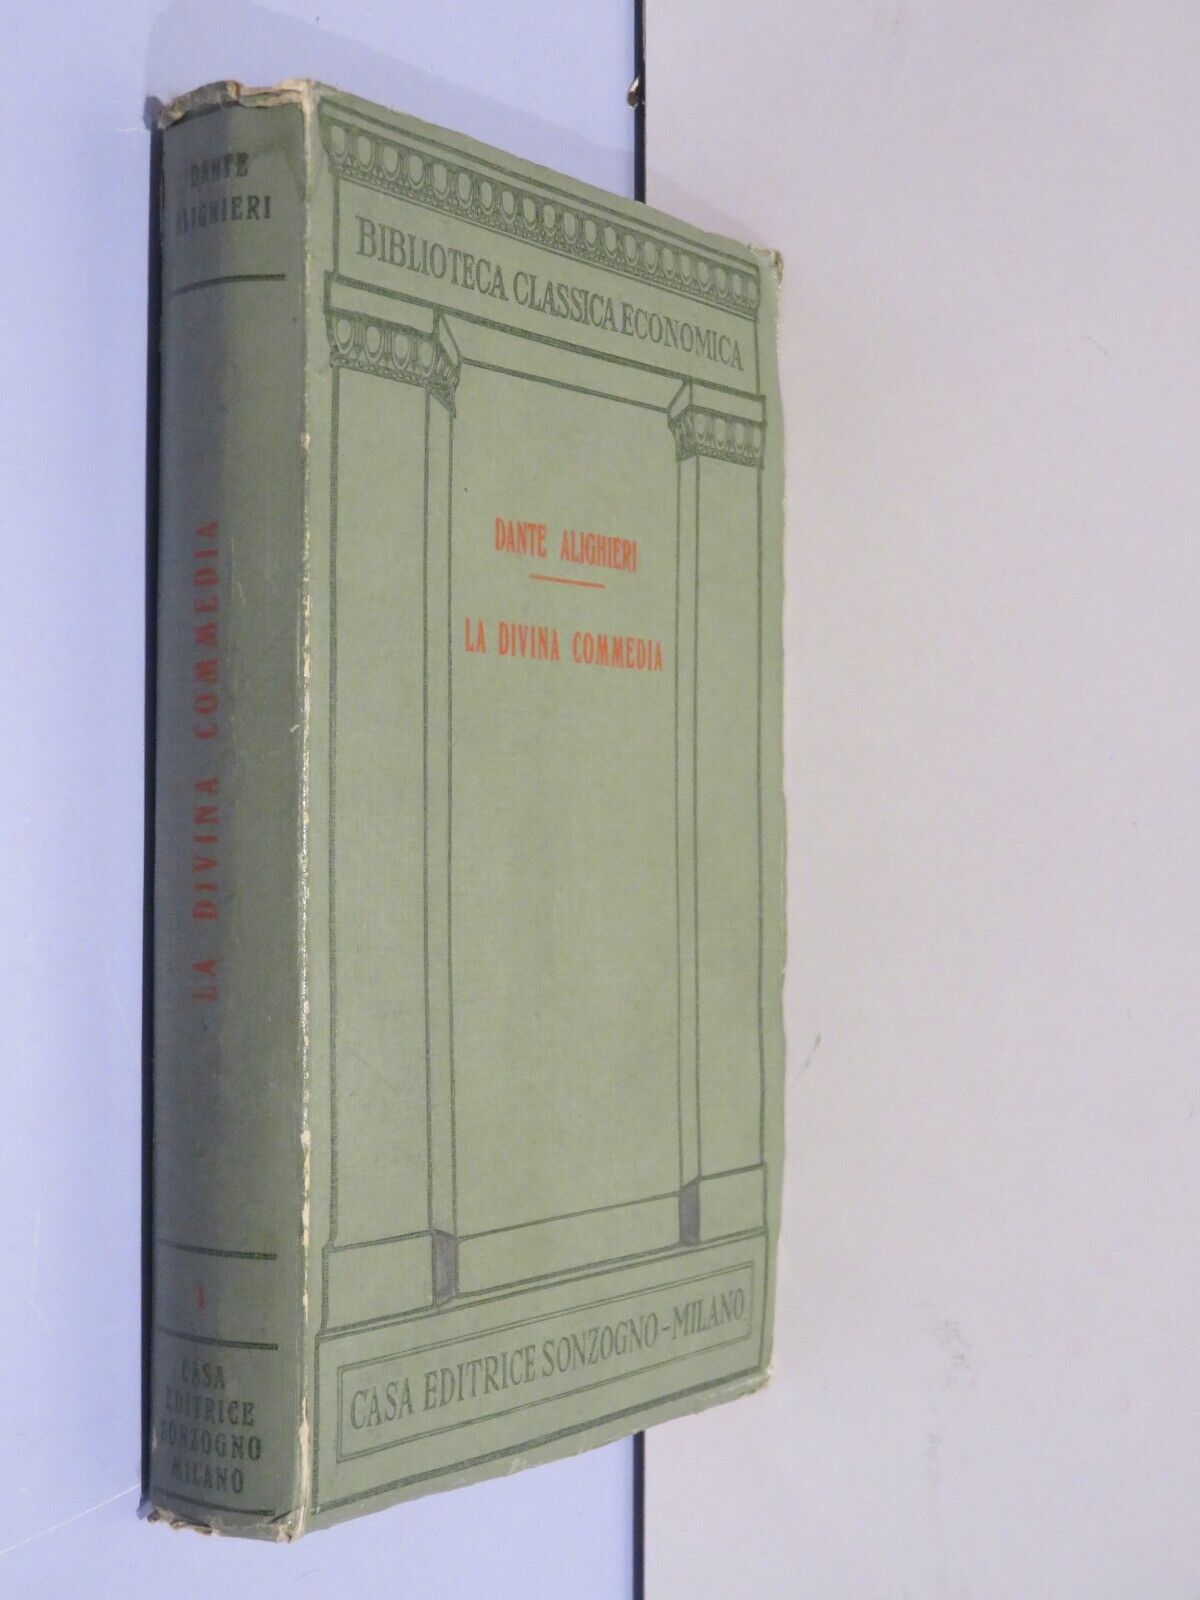 DANTE
ALIGHIERI
LA DIVINA COMMEDIA
1
CASA
EDITRICE
SONZOGNO
MILANO
BIBLIOTECA CLASSICA ECONOMICA
DANTE ALIGHIERI
LA DIVINA COMMEDIA
CASA EDITRICE SONZOGNO-MILANO